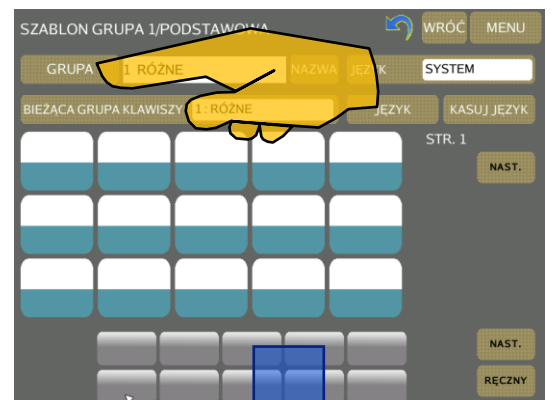 SZABLON GRUPA 1/PODSTAWOWA WRÓĆ MENU
GRUPA 1 RÓŻNE NAZWA JĘZYK SYSTEM
BIEŻĄCA GRUPA KLAWISZY 1: RÓŻNE JĘZYK KASUJ JĘZYK
STR. 1
NAST.
NAST.
RĘCZNY